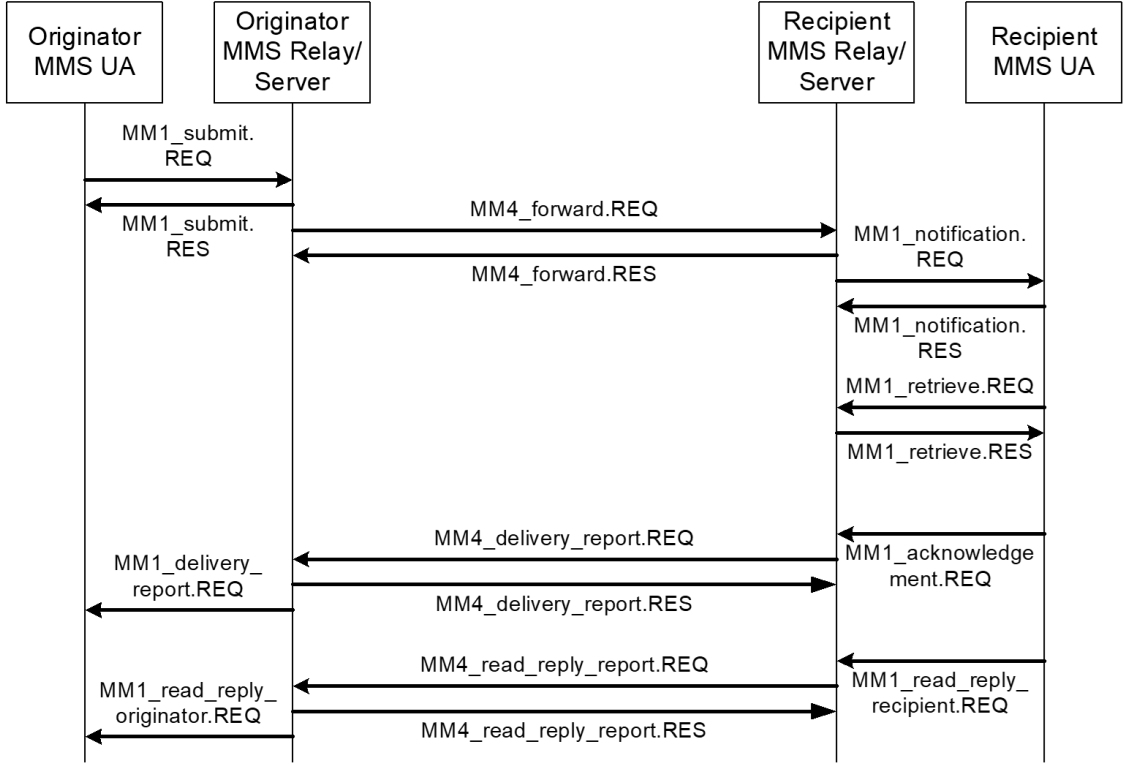 Originator
MMS UA
Originator
MMS Relay/
Server
Recipient
MMS Relay/
Server
Recipient
MMS UA
MM1_submit.
REQ
MM1_submit.
RES
MM4_forward.REQ
MM4_forward.RES
MM1_notification.
REQ
MM1_notification.
RES
MM1_retrieve.REQ
MM1_retrieve.RES
MM4_delivery_report.REQ
MM1_acknowledge
ment.REQ
MM1_delivery_
report.REQ
MM4_delivery_report.RES
MM4_read_reply_report.REQ
MM1_read_reply_
recipient.REQ
MM1_read_reply_
originator.REQ
MM4_read_reply_report.RES